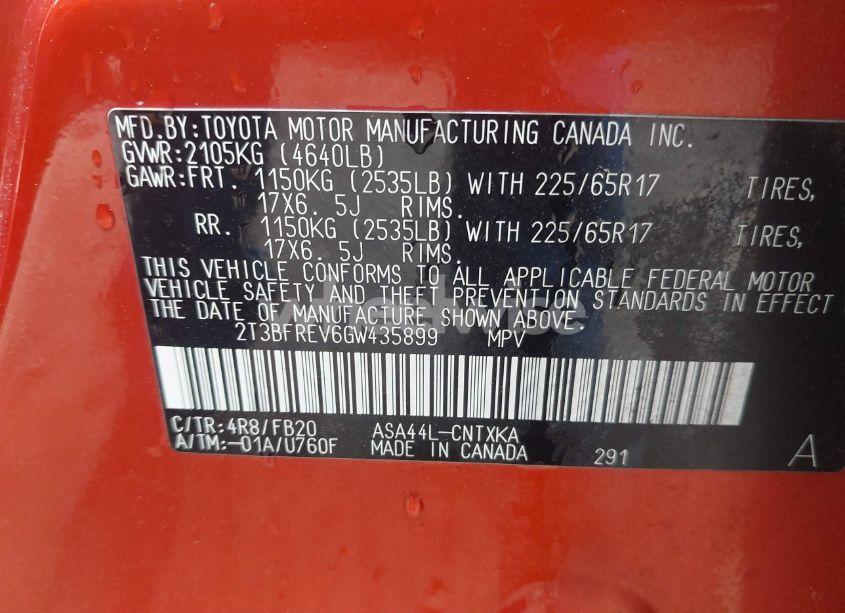 MFD.BY:TOYOTA MOTOR MANUFACTURING CANADA INC.
GVWR:2105KG (4640LB)
GAWR:FRT. 1150KG (2535LB) WITH 225/65R17 TIRES,
17X6. 5J RIMS.
RR. 1150KG (2535LB) WITH 225/65R17 TIRES,
17X6. 5J RIMS.
THIS VEHICLE CONFORMS TO ALL APPLICABLE FEDERAL MOTOR
VEHICLE SAFETY AND THEFT PREVENTION STANDARDS IN EFFECT
THE DATE OF MANUFACTURE SHOWN ABOVE
2T3BFREV6GW435899 MPV
C/TR:4R8/FB20 ASA44L-CNTXKA
A/TM:-01A/U760F MADE IN CANADA 291 A